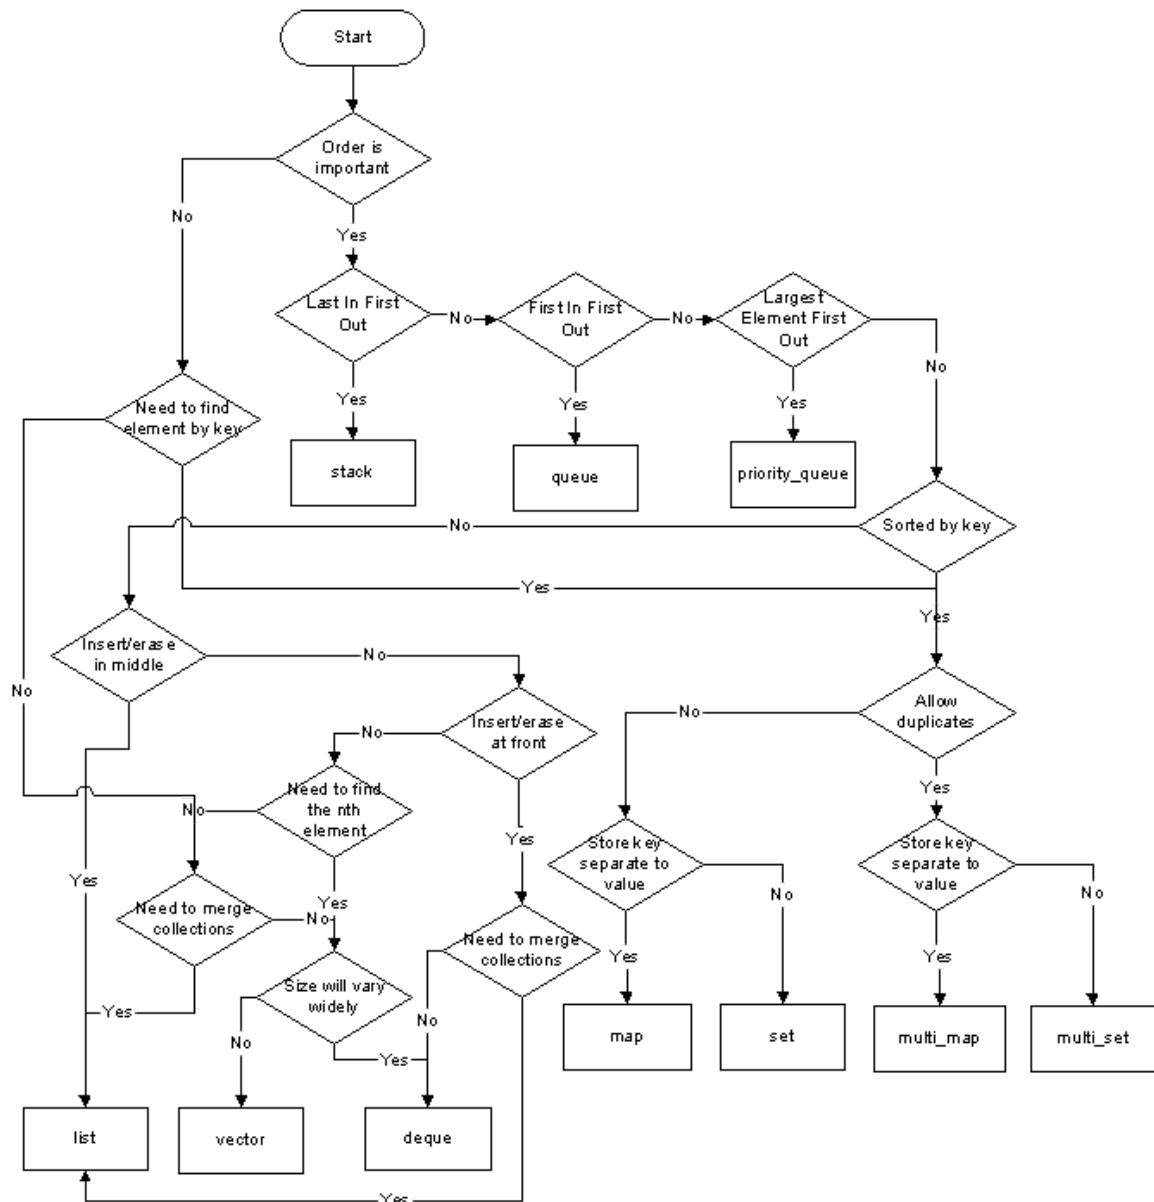 Start
Order is
important
No
Yes
Last In First
Out
No
First In First
Out
No
Largest
Element First
Out
No
Yes
Yes
Yes
Need to find
element by key
stack
queue
priority_queue
No
Sorted by key
Yes
Yes
Insert/erase
in middle
No
No
Insert/erase
at front
No
No
Allow
duplicates
Need to find
the nth
element
No
Yes
Yes
Store key
separate to
value
Store key
separate to
value
Yes
Yes
No
No
Need to merge
collections
No
Need to merge
collections
Yes
Yes
Size will vary
widely
Yes
No
No
Yes
map
set
multi_map
multi_set
list
vector
deque
Yes